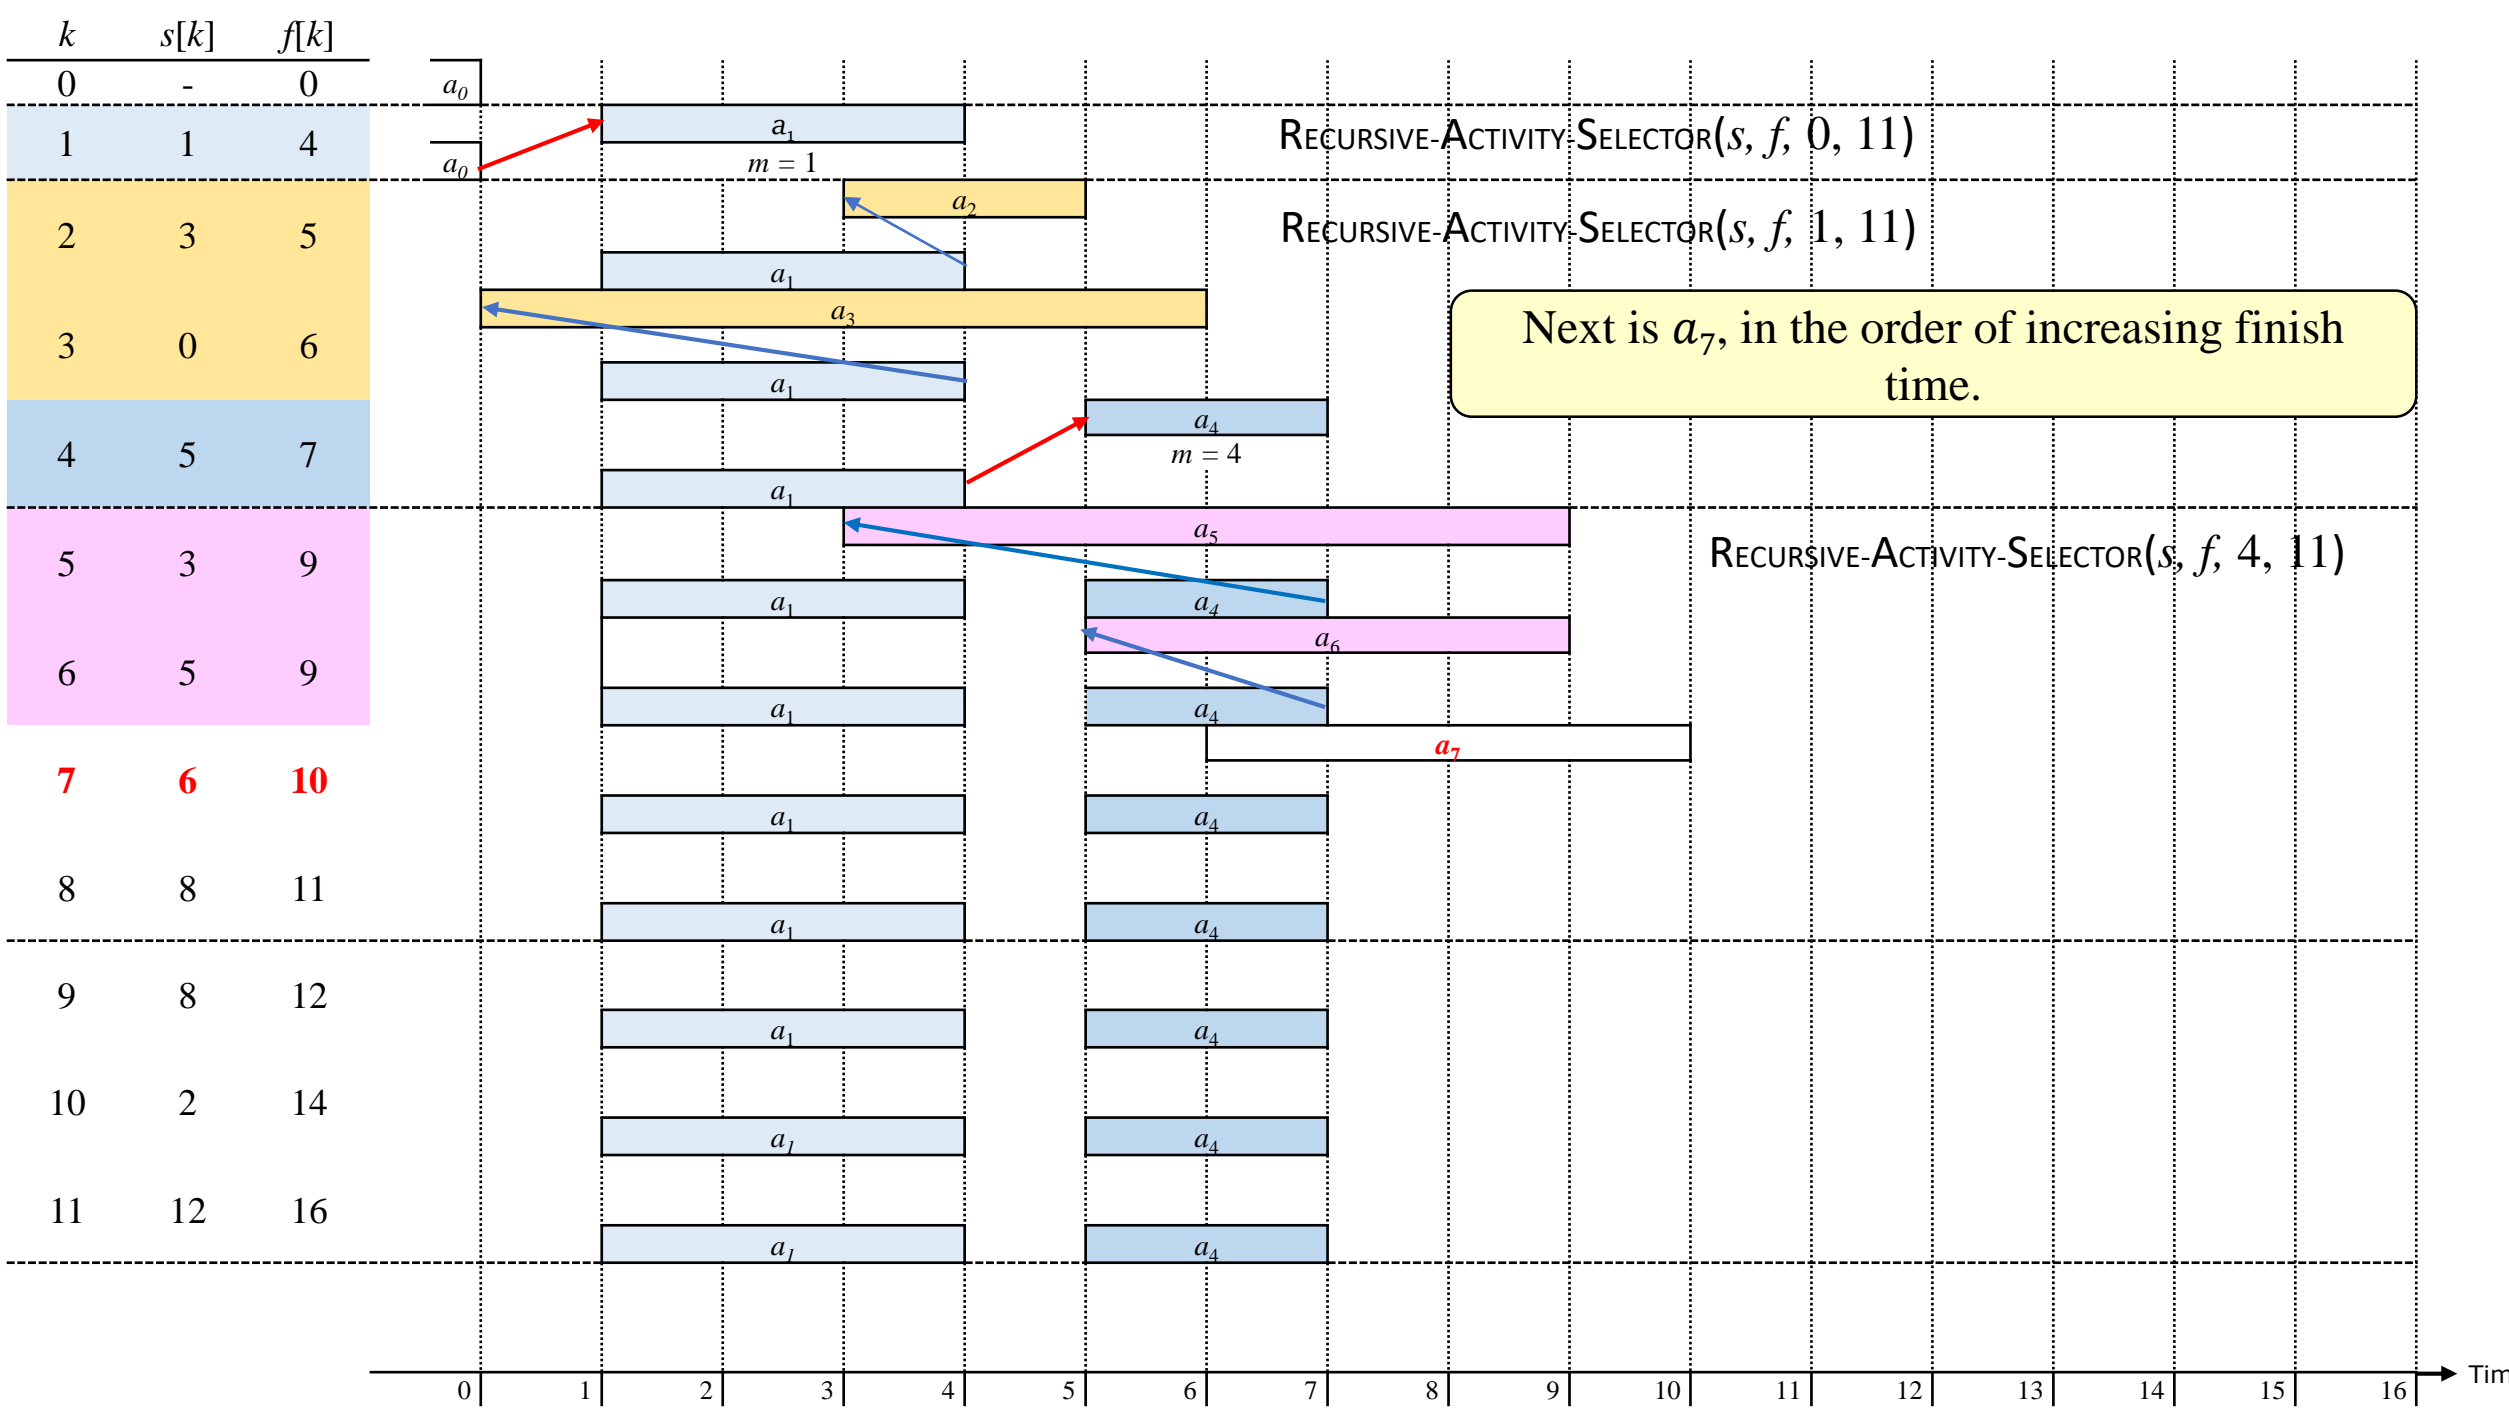 k s[k] f[k]
0 - 0 a0
1 1 4 a1 RECURSIVE-ACTIVITY-SELECTOR(s, f, 0, 11)
a0 m = 1
2 3 5 a2 RECURSIVE-ACTIVITY-SELECTOR(s, f, 1, 11)
a1
3 0 6 a3
Next is a7, in the order of increasing finish
time.
a1
4 5 7 a4
m = 4
a1
5 3 9 a5 RECURSIVE-ACTIVITY-SELECTOR(s, f, 4, 11)
a1 a4
6 5 9 a6
a1 a4
7 6 10 a7
a1 a4
8 8 11
a1 a4
9 8 12
a1 a4
10 2 14
a1 a4
11 12 16
a1 a4
0 1 2 3 4 5 6 7 8 9 10 11 12 13 14 15 16 Tim